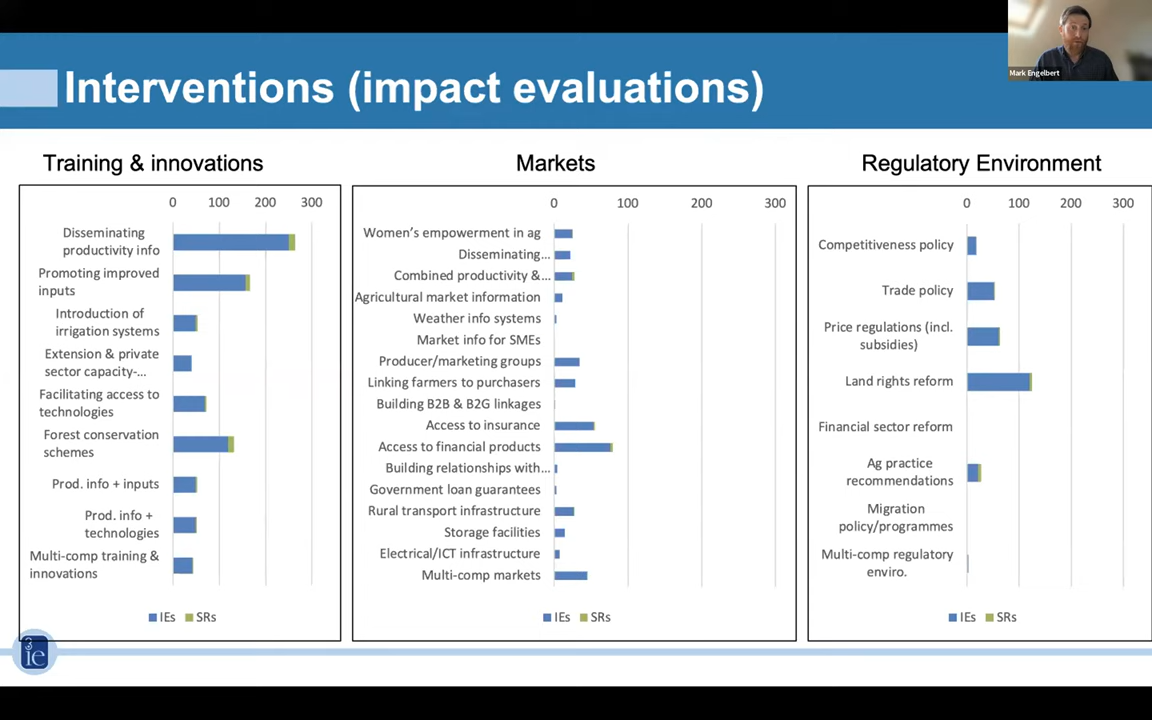 Mark Engelbert
Interventions (impact evaluations)
Training & innovations
0 100 200 300
Disseminating
productivity info
Promoting improved
inputs
Introduction of
irrigation systems
Extension & private
sector capacity-...
Facilitating access to
technologies
Forest conservation
schemes
Prod. info + inputs
Prod. info +
technologies
Multi-comp training &
innovations
IEs SRs
Markets
0 100 200 300
Women's empowerment in ag
Disseminating...
Combined productivity &...
Agricultural market information
Weather info systems
Market info for SMEs
Producer/marketing groups
Linking farmers to purchasers
Building B2B & B2G linkages
Access to insurance
Access to financial products
Building relationships with...
Government loan guarantees
Rural transport infrastructure
Storage facilities
Electrical/ICT infrastructure
Multi-comp markets
IEs SRs
Regulatory Environment
0 100 200 300
Competitiveness policy
Trade policy
Price regulations (incl.
subsidies)
Land rights reform
Financial sector reform
Ag practice
recommendations
Migration
policy/programmes
Multi-comp regulatory
enviro.
IEs SRs
3ie